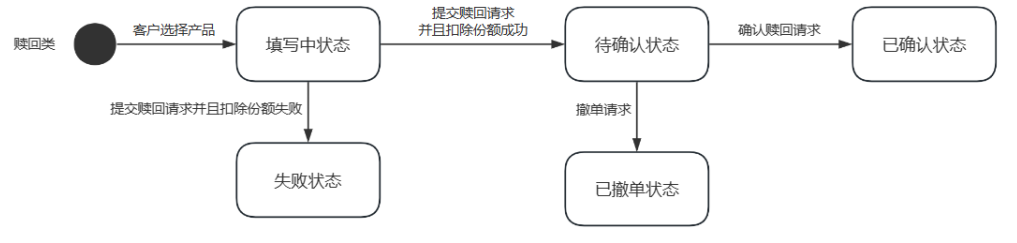 赎回类
客户选择产品
填写中状态
提交赎回请求
并且扣除份额成功
待确认状态
确认赎回请求
已确认状态
提交赎回请求并且扣除份额失败
撤单请求
失败状态
已撤单状态